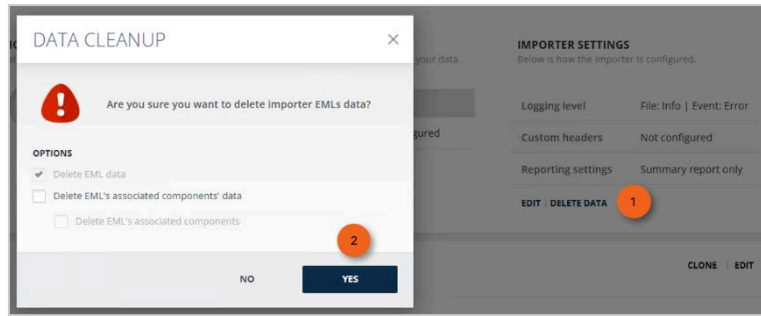 DATA CLEANUP
Are you sure you want to delete importer EMLs data?
OPTIONS
Delete EML data
Delete EML's associated components' data
Delete EML's associated components
2
NO
YES
your data.
gured
IMPORTER SETTINGS
Below is how the importer is configured.
Logging level File: Info | Event: Error
Custom headers Not configured
Reporting settings Summary report only
EDIT | DELETE DATA 1
CLONE | EDIT